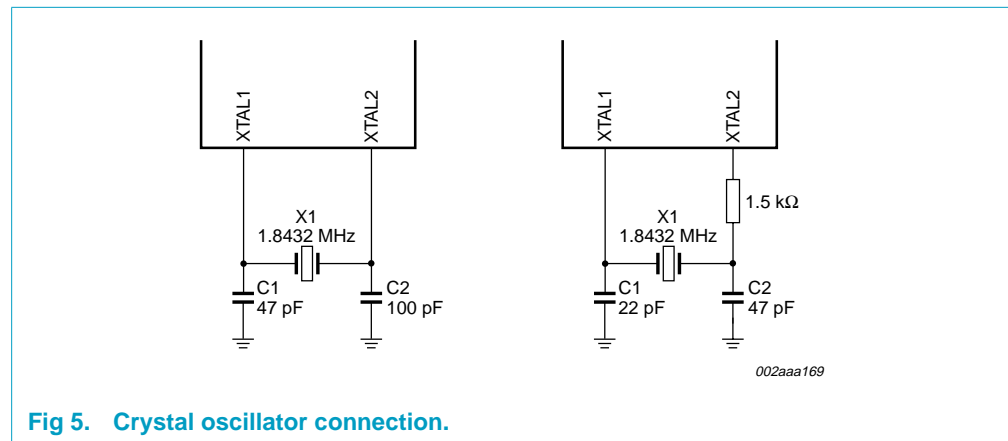 XTAL1
XTAL2
X1
1.8432 MHz
C1
47 pF
C2
100 pF
XTAL1
XTAL2
1.5 kΩ
X1
1.8432 MHz
C1
22 pF
C2
47 pF
002aaa169
Fig 5. Crystal oscillator connection.